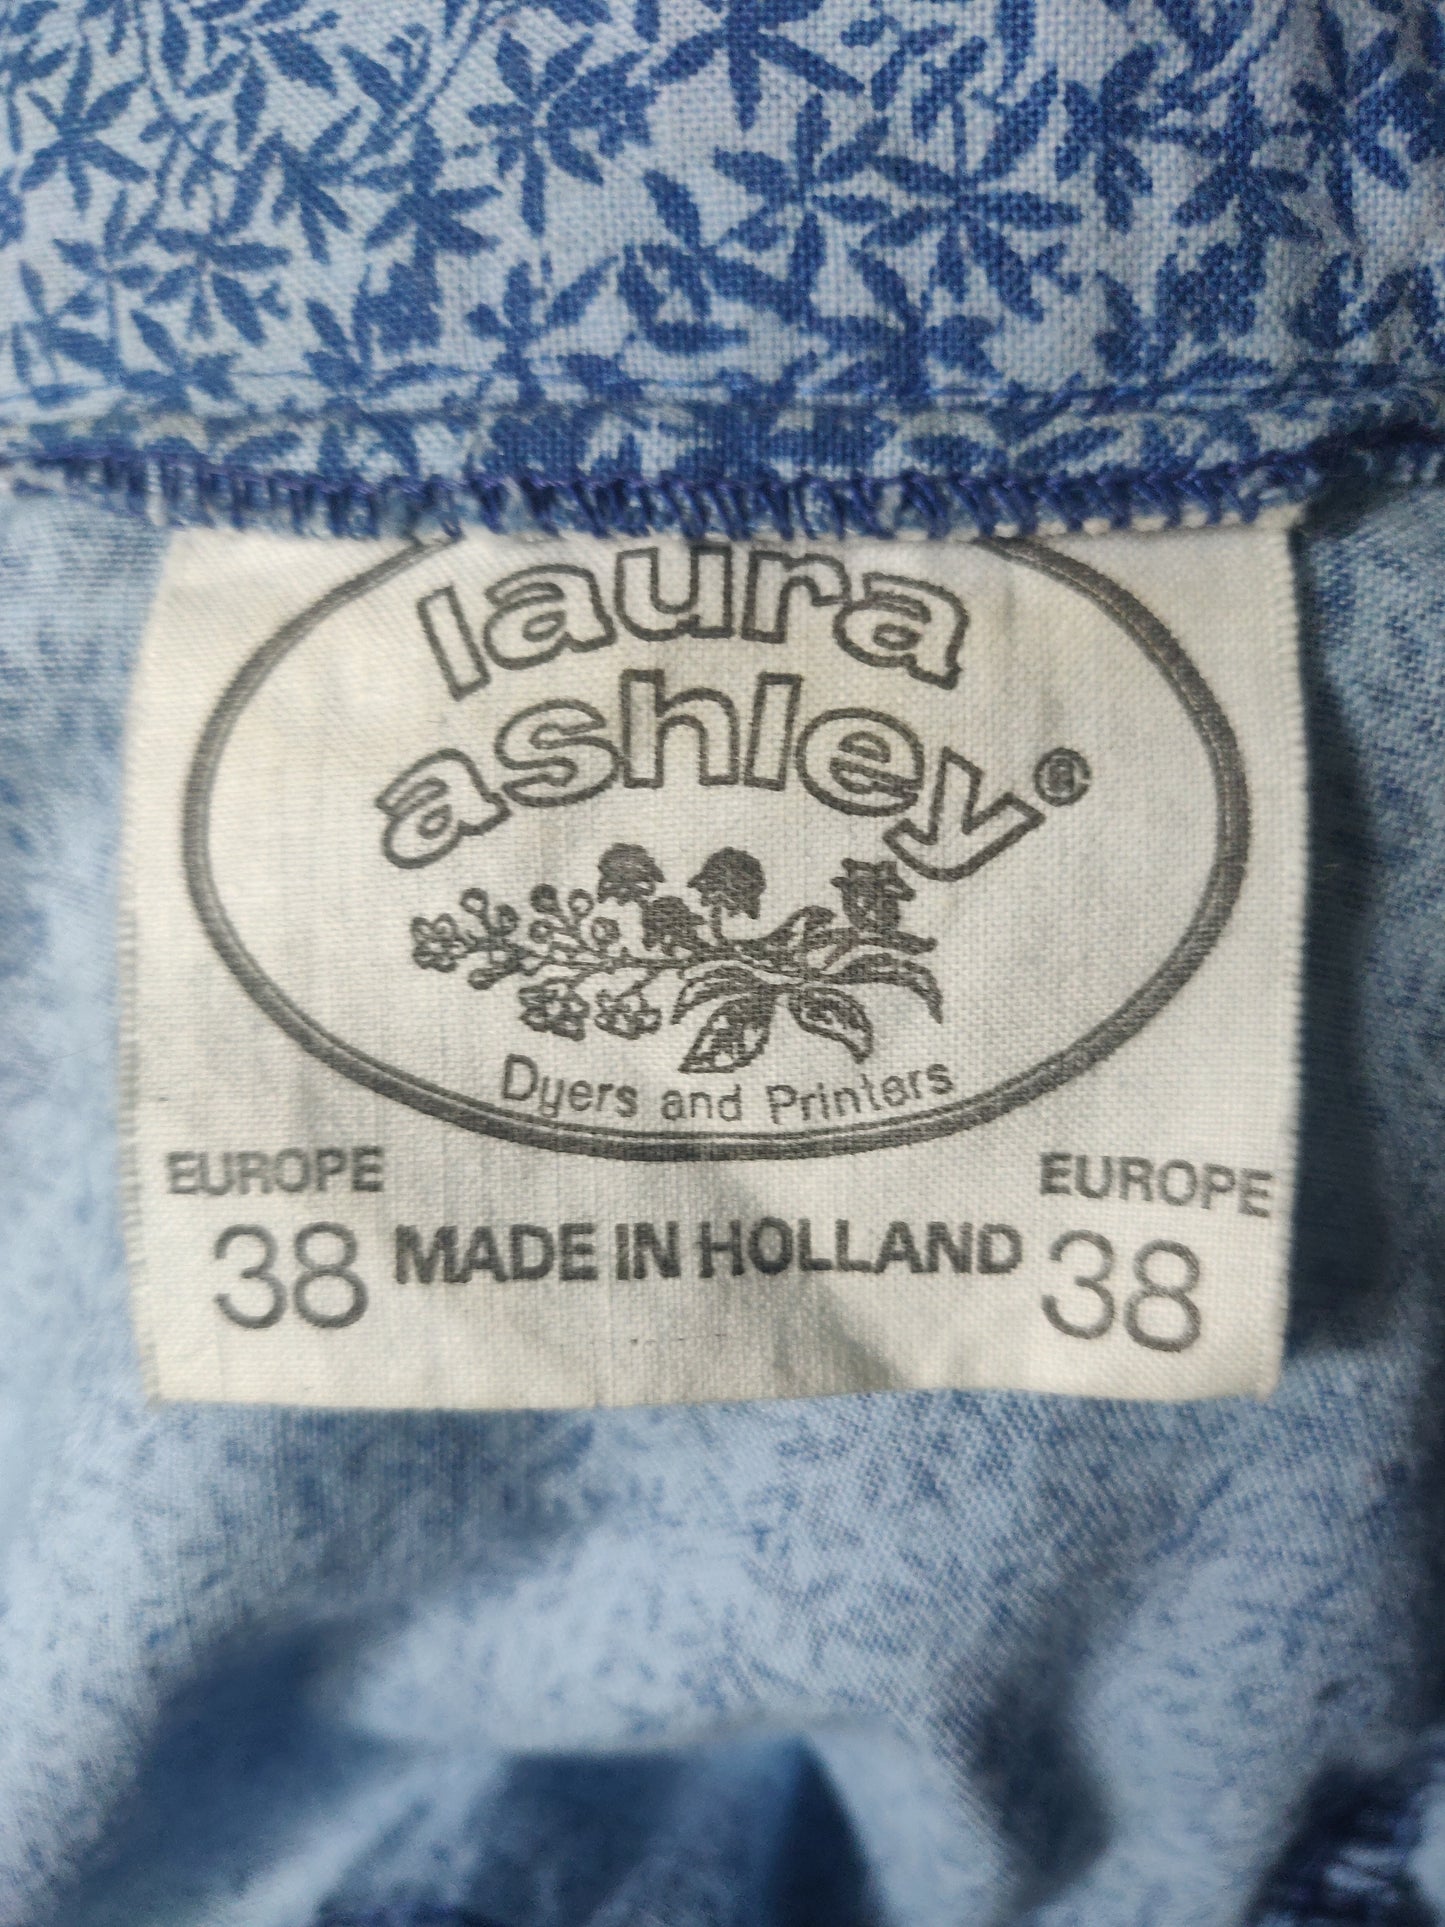 laura
ashley®
Dyers and Printers
EUROPE EUROPE
38 MADE IN HOLLAND 38